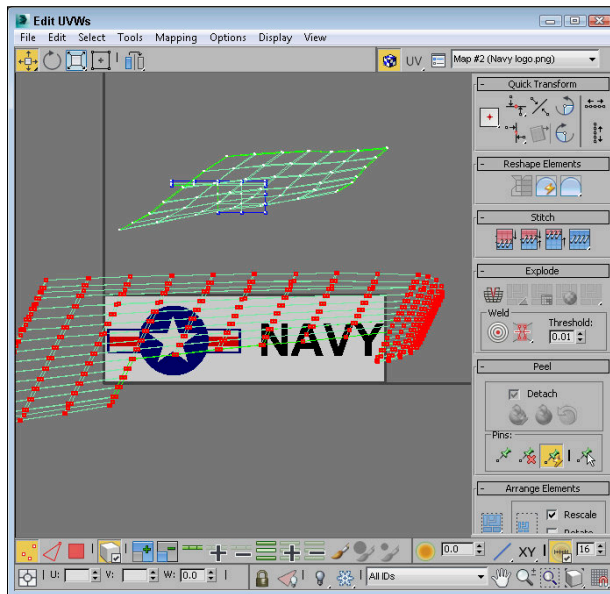 Edit UVWs
File Edit Select Tools Mapping Options Display View
UV Map #2 (Navy logo.png)
- Quick Transform
- Reshape Elements
- Stitch
- Explode
Weld
Threshold:
0.01
NAVY
- Peel
Detach
Pins:
- Arrange Elements
Rescale
Rotate
0.0 XY 16
U: V: W: 0.0 All IDs